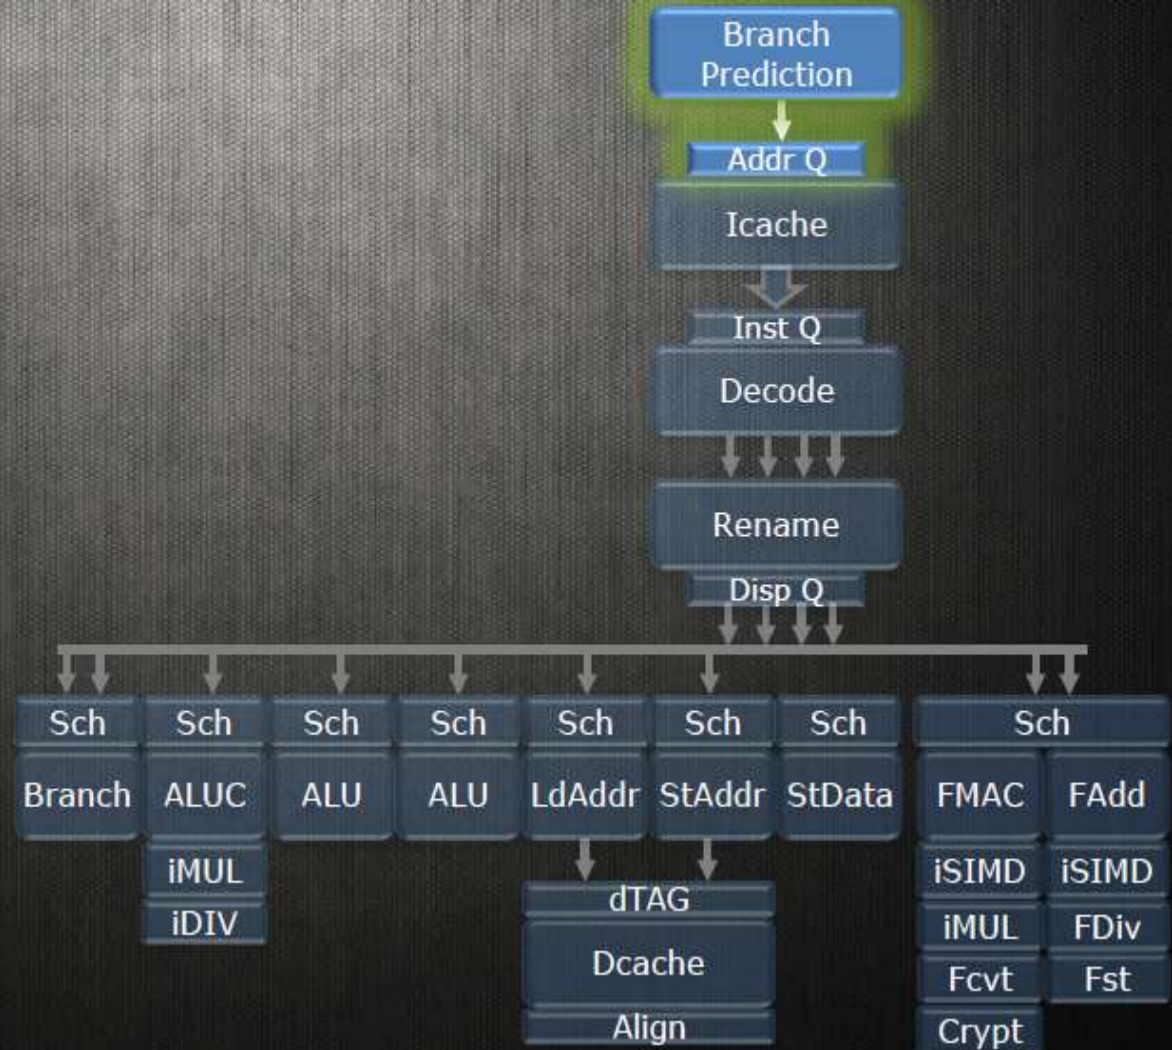 Branch
Prediction
Addr Q
Icache
Inst Q
Decode
Rename
Disp Q
Sch Sch Sch Sch Sch Sch Sch Sch
Branch ALUC ALU ALU LdAddr StAddr StData FMAC FAdd
iMUL dTAG iSIMD iSIMD
iDIV Dcache iMUL FDiv
Fcvt Fst
Align Crypt